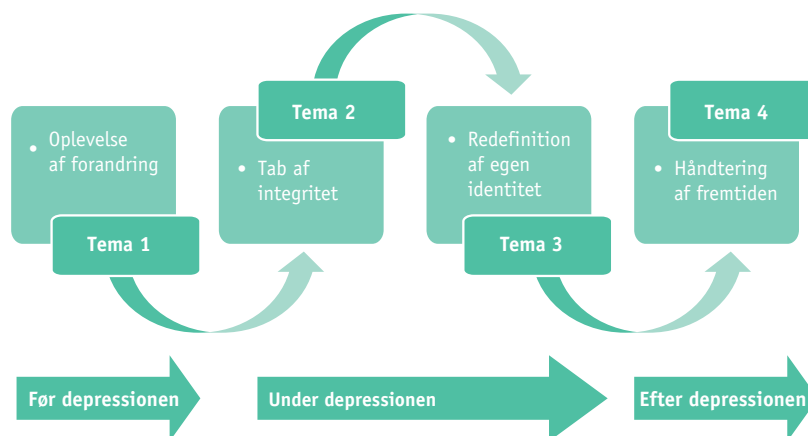 • Oplevelse
af forandring
Tema 1
Tema 2
• Tab af
integritet
• Redefinition
af egen
identitet
Tema 3
Tema 4
• Håndtering
af fremtiden
Før depressionen
Under depressionen
Efter depressionen